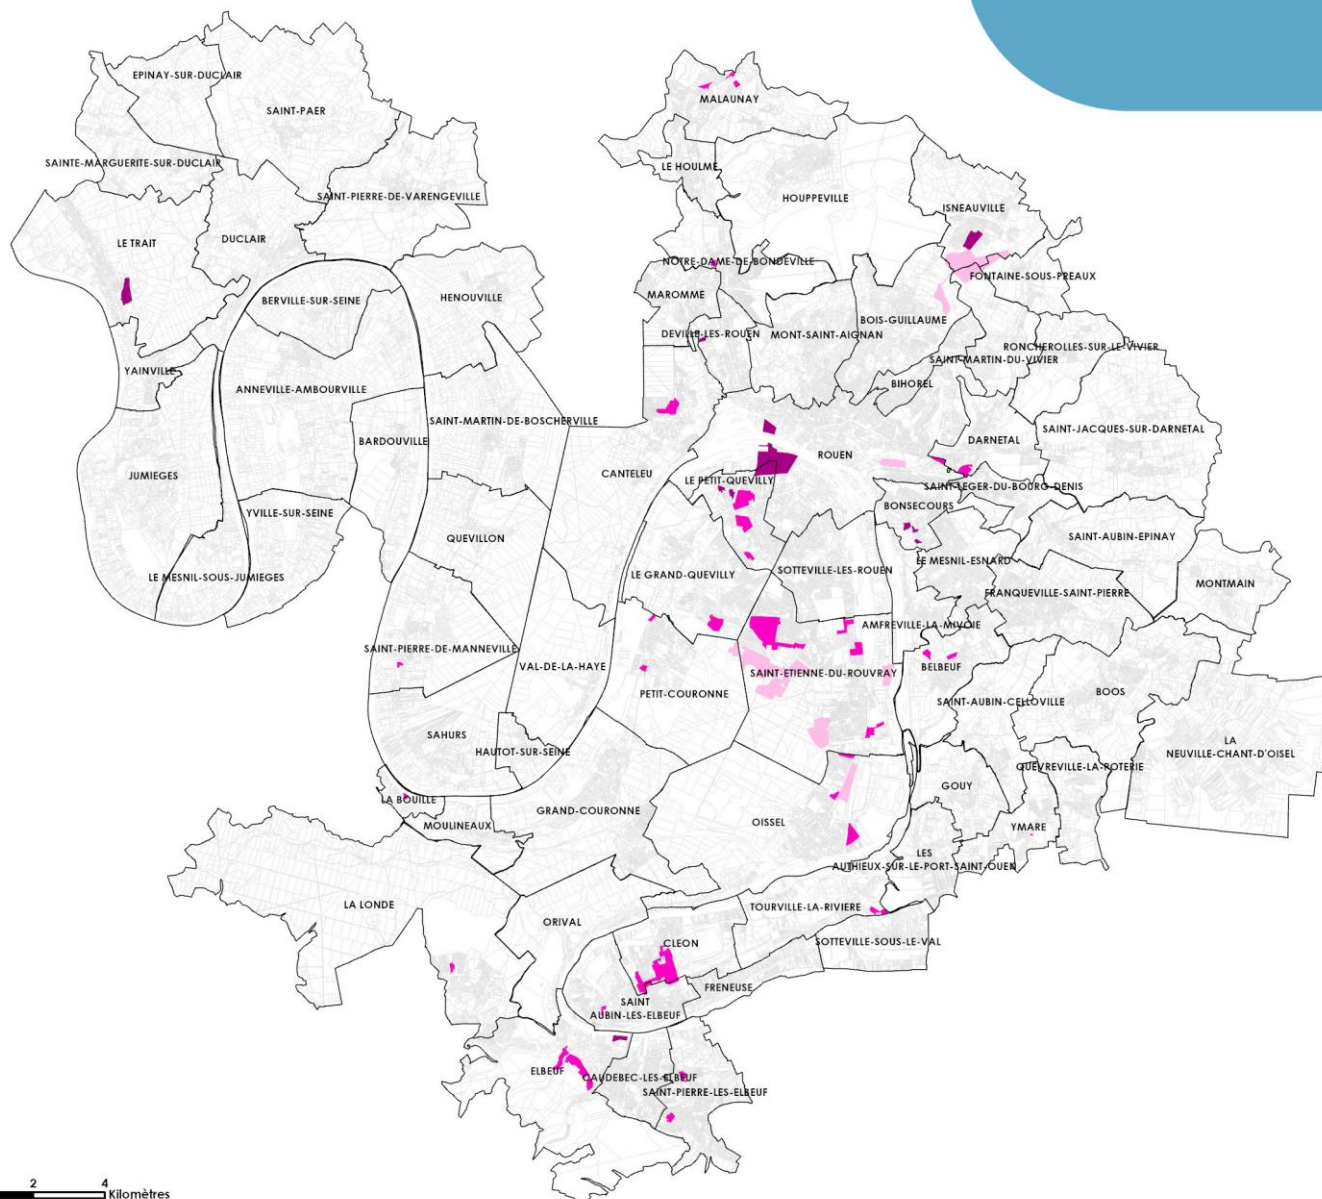 EPINAY-SUR-DUCLAIR
SAINT-PAER
MALAUNAY
SAINTE-MARGUERITE-SUR-DUCLAIR
LE HOULME
SAINT-PIERRE-DE-VARENGEVILLE
HOUPPEVILLE
ISNEAUVILLE
LE TRAIT
DUCLAIR
NOTRE-DAME-DE-BONDEVILLE
FONTAINE-SOUS-PREAUX
BERVILLE-SUR-SEINE
HENOUVILLE
MAROMME
DEVILLE-LES-ROUEN
MONT-SAINT-AIGNAN
BOIS-GUILLAUME
RONCHEROLLES-SUR-LE-VIVIER
SAINT-MARTIN-DU-VIVIER
YAINVILLE
ANNEVILLE-AMBOURVILLE
BIHOREL
SAINT-MARTIN-DE-BOSCHERVILLE
SAINT-JACQUES-SUR-DARNETAL
BARDOUVILLE
DARNETAL
ROUEN
JUMIEGES
CANTELEU
LE PETIT-QUEVILLY
SAINT-LEGER-DU-BOURG-DENIS
BONSECOURS
YVILLE-SUR-SEINE
QUEVILLON
SAINT-AUBIN-EPINAY
LE MESNIL-ESNARD
LE MESNIL-SOUS-JUMIEGES
LE GRAND-QUEVILLY
SOTTEVILLE-LES-ROUEN
MONTMAIN
FRANQUEVILLE-SAINT-PIERRE
AMFREVILLE-LA-MIVOIE
SAINT-PIERRE-DE-MANNEVILLE
VAL-DE-LA-HAYE
BELBEUF
SAINT-ETIENNE-DU-ROUVRAY
PETIT-COURONNE
BOOS
SAINT-AUBIN-CELLOVILLE
SAHURS
HAUTOT-SUR-SEINE
LA
NEUVILLE-CHANT-D'OISEL
QUEVREVILLE-LA-POTERIE
GOUY
LA BOUILLE
GRAND-COURONNE
MOULINEAUX
OISSEL
YMARE
LES
AUTHIEUX-SUR-LE-PORT-SAINT-OUEN
LA LONDE
TOURVILLE-LA-RIVIERE
ORIVAL
CLEON
SOTTEVILLE-SOUS-LE-VAL
FRENEUSE
SAINT
AUBIN-LES-ELBEUF
ELBEUF
CAUDEBEC-LES-ELBEUF
SAINT-PIERRE-LES-ELBEUF
2 4
Kilomètres